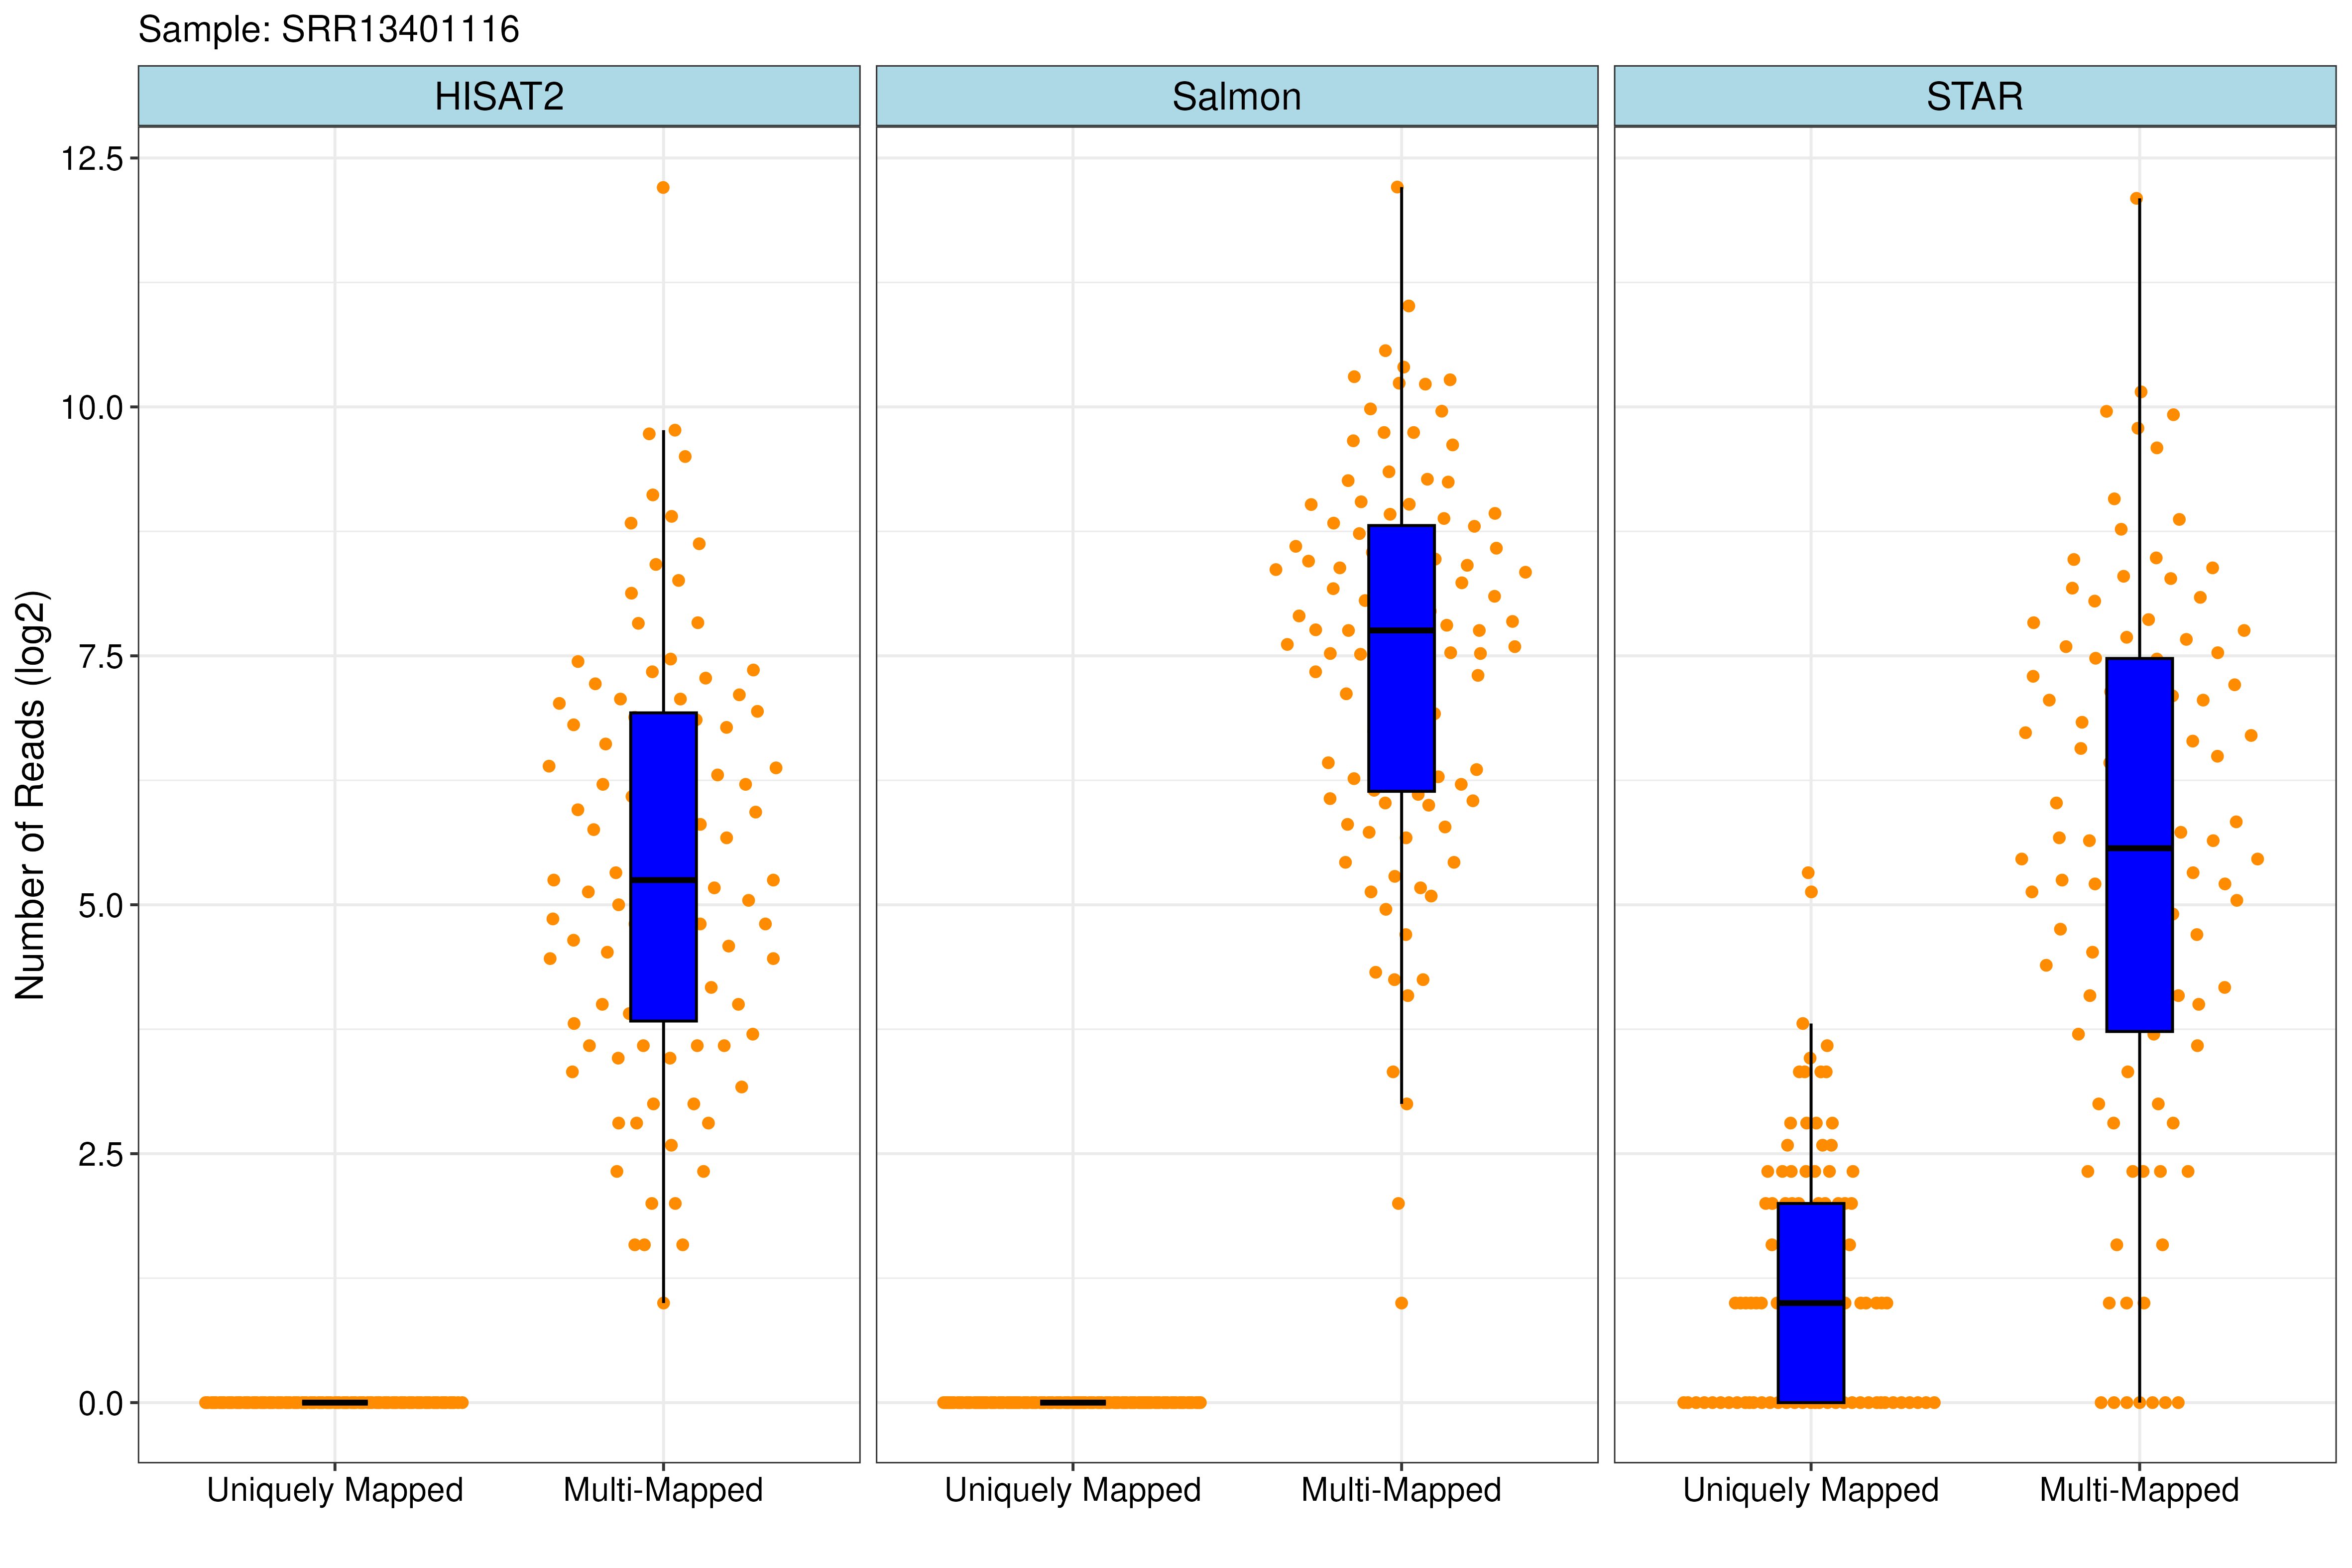 Sample: SRR13401116
HISAT2
Salmon
STAR
12.5
10.0
7.5
5.0
2.5
0.0
Number of Reads (log2)
Uniquely Mapped
Multi-Mapped
Uniquely Mapped
Multi-Mapped
Uniquely Mapped
Multi-Mapped